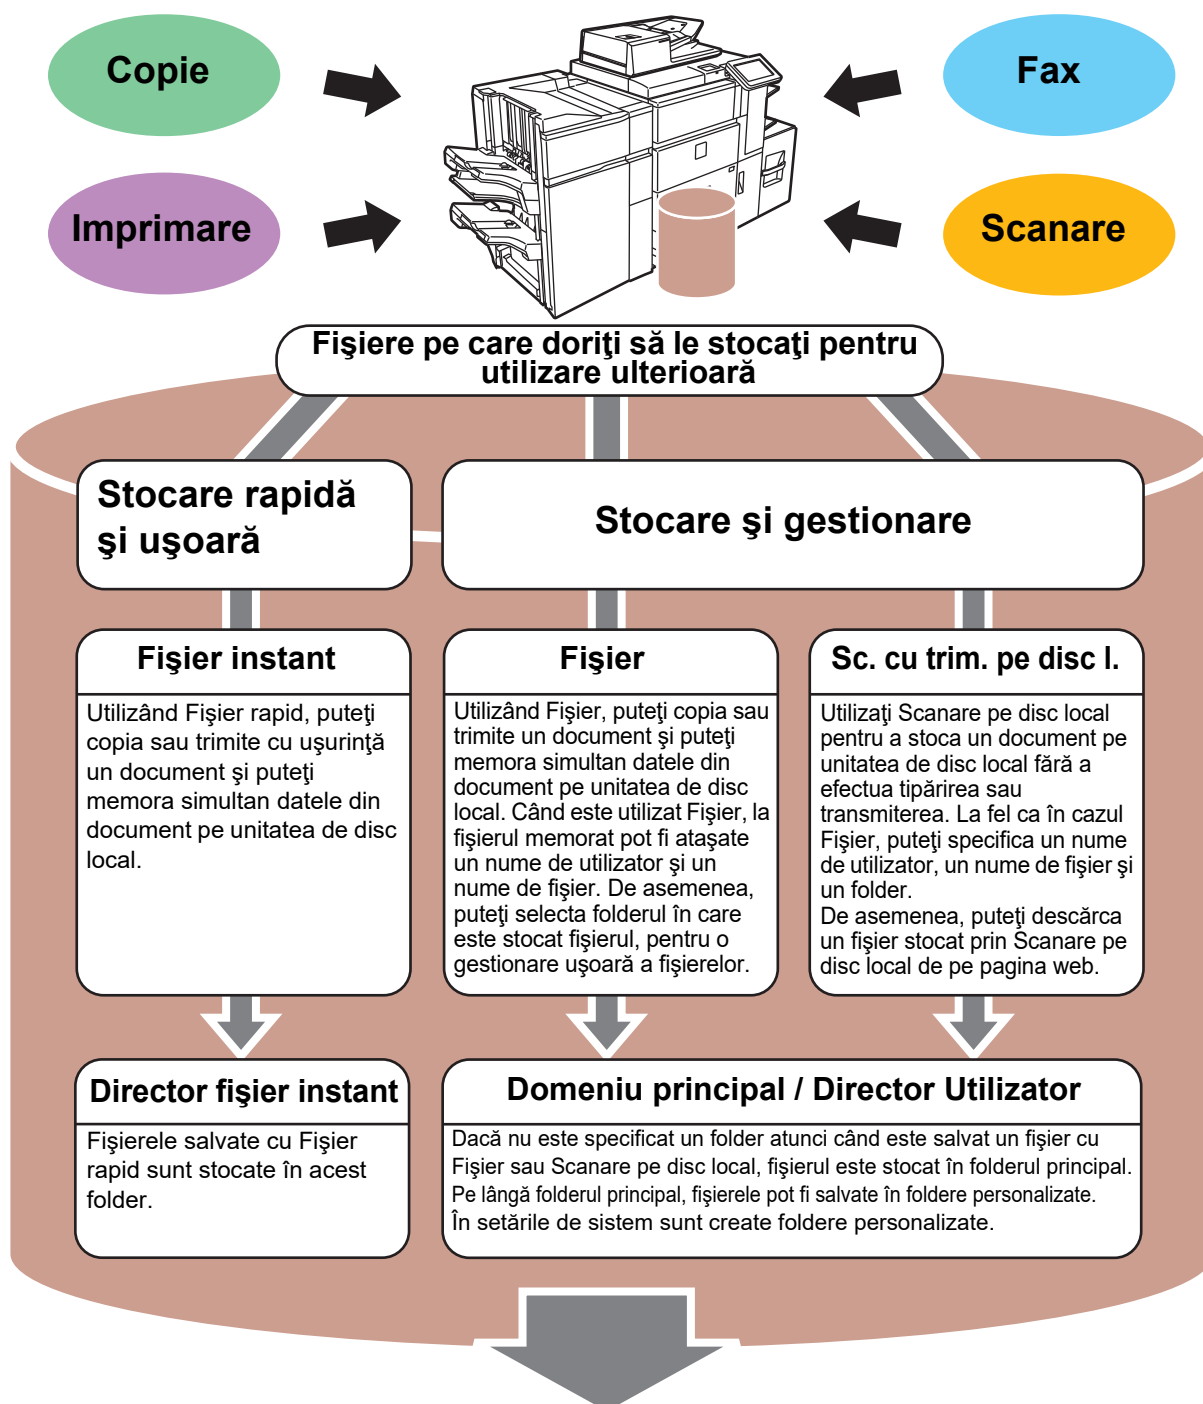 Copie
Fax
Imprimare
Scanare
Fişiere pe care doriţi să le stocaţi pentru
utilizare ulterioară
Stocare rapidă
şi uşoară
Stocare şi gestionare
Fişier instant
Utilizând Fişier rapid, puteţi
copia sau trimite cu uşurinţă
un document şi puteţi
memora simultan datele din
document pe unitatea de disc
local.
Fişier
Utilizând Fişier, puteţi copia sau
trimite un document şi puteţi
memora simultan datele din
document pe unitatea de disc
local. Când este utilizat Fişier, la
fişierul memorat pot fi ataşate
un nume de utilizator şi un
nume de fişier. De asemenea,
puteţi selecta folderul în care
este stocat fişierul, pentru o
gestionare uşoară a fişierelor.
Sc. cu trim. pe disc l.
Utilizaţi Scanare pe disc local
pentru a stoca un document pe
unitatea de disc local fără a
efectua tipărirea sau
transmiterea. La fel ca în cazul
Fişier, puteţi specifica un nume
de utilizator, un nume de fişier şi
un folder.
De asemenea, puteţi descărca
un fişier stocat prin Scanare pe
disc local de pe pagina web.
Director fişier instant
Fişierele salvate cu Fişier
rapid sunt stocate în acest
folder.
Domeniu principal / Director Utilizator
Dacă nu este specificat un folder atunci când este salvat un fişier cu
Fişier sau Scanare pe disc local, fişierul este stocat în folderul principal.
Pe lângă folderul principal, fişierele pot fi salvate în foldere personalizate.
În setările de sistem sunt create foldere personalizate.